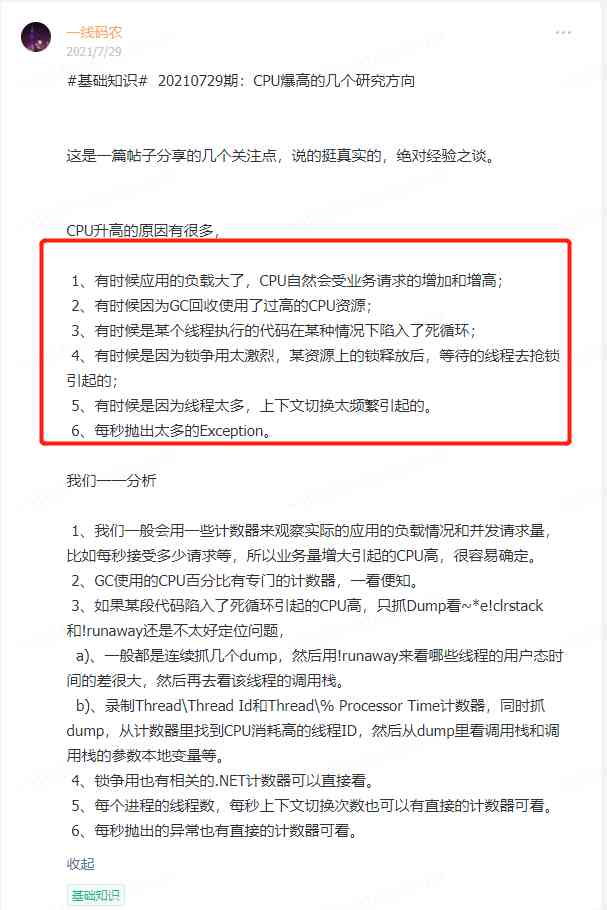 一线码农
2021/7/29
#基础知识#  20210729期：CPU爆高的几个研究方向
这是一篇帖子分享的几个关注点，说的挺真实的，绝对经验之谈。
CPU升高的原因有很多，
1、有时候应用的负载大了，CPU自然会受业务请求的增加和增高；
2、有时候因为GC回收使用了过高的CPU资源；
3、有时候是某个线程执行的代码在某种情况下陷入了死循环；
4、有时候是因为锁争用太激烈，某资源上的锁释放后，等待的线程去抢锁
引起的；
5、有时候是因为线程太多，上下文切换太频繁引起的。
6、每秒抛出太多的Exception。
我们一一分析
1、我们一般会用一些计数器来观察实际的应用的负载情况和并发请求量，
比如每秒接受多少请求等，所以业务量增大引起的CPU高，很容易确定。
2、GC使用的CPU百分比有专门的计数器，一看便知。
3、如果某段代码陷入了死循环引起的CPU高，只抓Dump看~*e!clrstack
和!runaway还是不太好定位问题，
a)、一般都是连续抓几个dump，然后用!runaway来看哪些线程的用户态时
间的差很大，然后再去看该线程的调用栈。
b)、录制Thread\Thread Id和Thread\% Processor Time计数器，同时抓
dump，从计数器里找到CPU消耗高的线程ID，然后从dump里看调用栈和调
用栈的参数本地变量等。
4、锁争用也有相关的.NET计数器可以直接看。
5、每个进程的线程数，每秒上下文切换次数也可以有直接的计数器可看。
6、每秒抛出的异常也有直接的计数器可看。
收起
基础知识